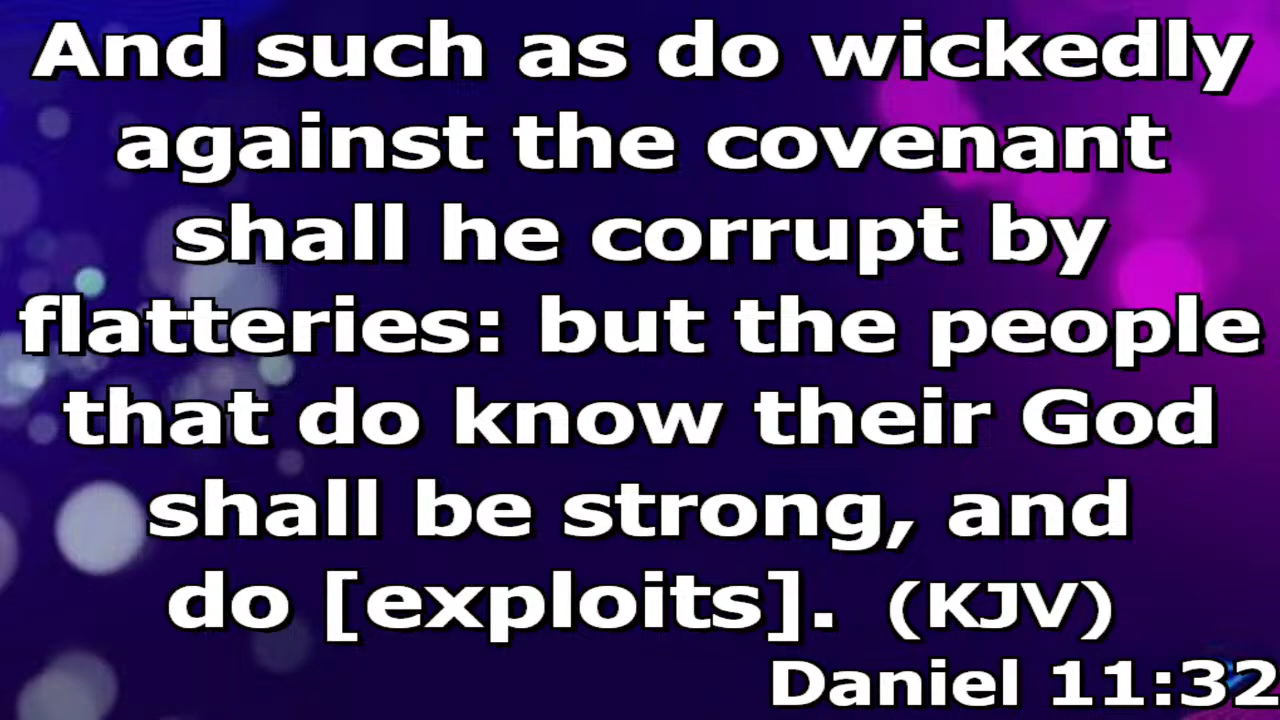 And such as do wickedly
against the covenant
shall he corrupt by
flatteries: but the people
that do know their God
shall be strong, and
do [exploits]. (KJV)
Daniel 11:32